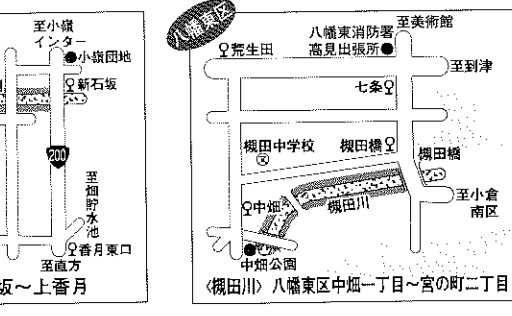 至小嶺
インター
小嶺団地
新石坂
200
至畑貯水池
香月東口
至直方
坂〜上香月
八幡東区
荒生田
八幡東消防署
高見出張所
至美術館
至到津
七条
槻田中学校
槻田橋
槻田橋
中畑
槻田川
至小倉
南区
中畑公園
〈槻田川〉八幡東区中畑一丁目〜宮の町二丁目